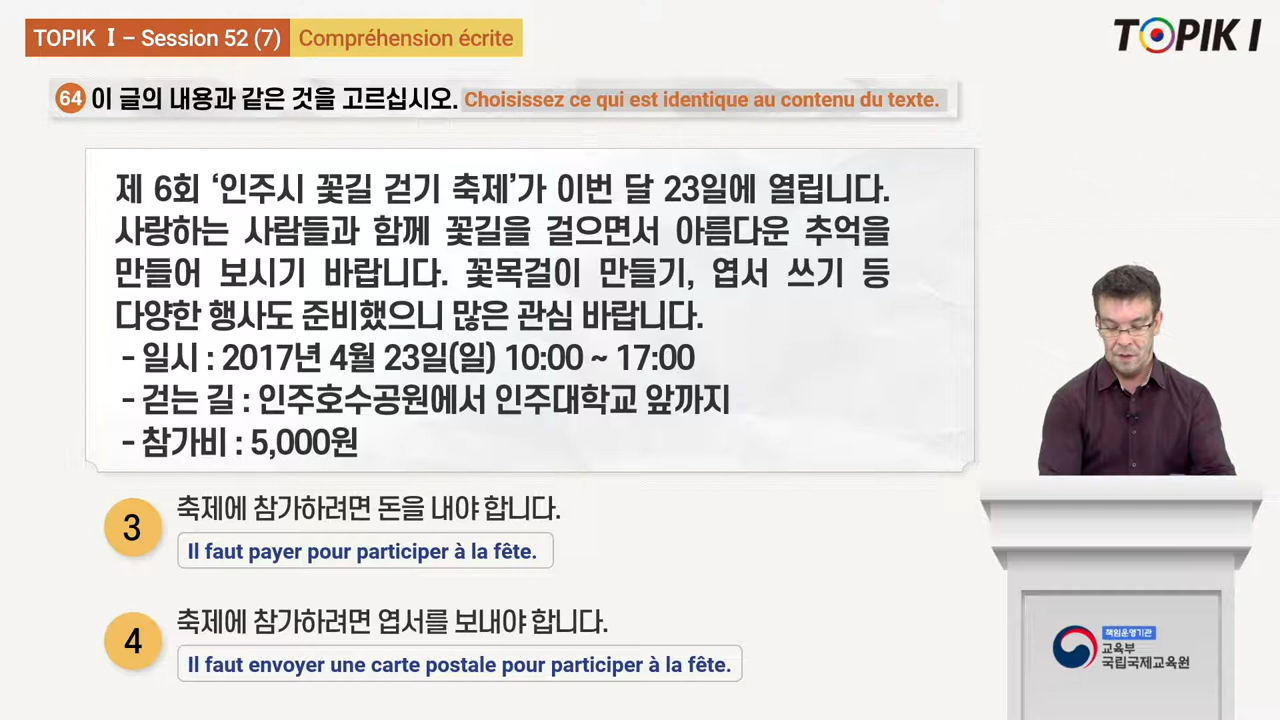 TOPIK I – Session 52 (7) Compréhension écrite
TOPIK I
64 이 글의 내용과 같은 것을 고르십시오. Choisissez ce qui est identique au contenu du texte.
제 6회 ‘인주시 꽃길 걷기 축제’가 이번 달 23일에 열립니다.
사랑하는 사람들과 함께 꽃길을 걸으면서 아름다운 추억을
만들어 보시기 바랍니다. 꽃목걸이 만들기, 엽서 쓰기 등
다양한 행사도 준비했으니 많은 관심 바랍니다.
- 일시 : 2017년 4월 23일(일) 10:00 ~ 17:00
- 걷는 길 : 인주호수공원에서 인주대학교 앞까지
- 참가비 : 5,000원
3 축제에 참가하려면 돈을 내야 합니다.
Il faut payer pour participer à la fête.
4 축제에 참가하려면 엽서를 보내야 합니다.
Il faut envoyer une carte postale pour participer à la fête.
책임운영기관
교육부
국립국제교육원